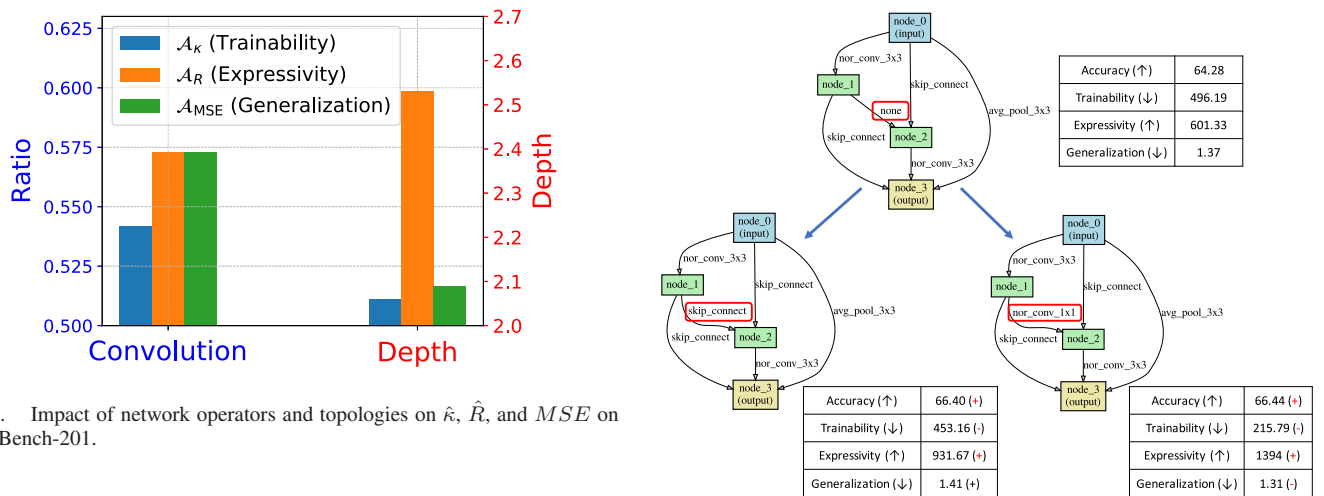 0.625
0.600
0.575
0.550
0.525
0.500
Ratio
2.7
2.6
2.5
2.4
2.3
2.2
2.1
2.0
Depth
𝒜κ (Trainability)
𝒜R (Expressivity)
𝒜MSE (Generalization)
Convolution
Depth
. Impact of network operators and topologies on κ̂, R̂, and MSE on
Bench-201.
node_0
(input)
nor_conv_3x3
node_1
skip_connect
none
avg_pool_3x3
skip_connect
node_2
nor_conv_3x3
node_3
(output)
Accuracy (↑) 64.28
Trainability (↓) 496.19
Expressivity (↑) 601.33
Generalization (↓) 1.37
node_0
(input)
nor_conv_3x3
node_1
skip_connect
skip_connect
avg_pool_3x3
skip_connect
node_2
nor_conv_3x3
node_3
(output)
Accuracy (↑) 66.40 (+)
Trainability (↓) 453.16 (-)
Expressivity (↑) 931.67 (+)
Generalization (↓) 1.41 (+)
node_0
(input)
nor_conv_3x3
node_1
skip_connect
nor_conv_1x1
avg_pool_3x3
skip_connect
node_2
nor_conv_3x3
node_3
(output)
Accuracy (↑) 66.44 (+)
Trainability (↓) 215.79 (-)
Expressivity (↑) 1394 (+)
Generalization (↓) 1.31 (-)